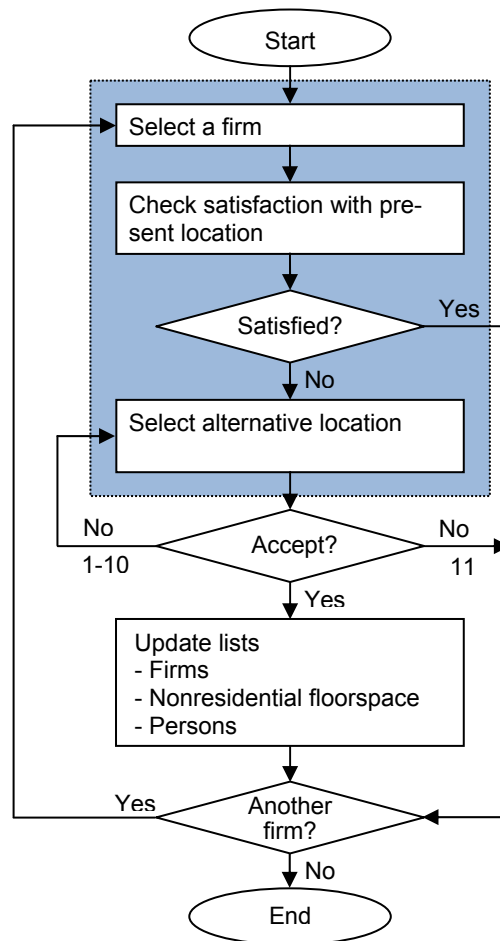 Start
Select a firm
Check satisfaction with pre-
sent location
Satisfied?
Yes
No
Select alternative location
No
1-10
Accept?
No
11
Yes
Update lists
- Firms
- Nonresidential floorspace
- Persons
Yes
Another
firm?
No
End